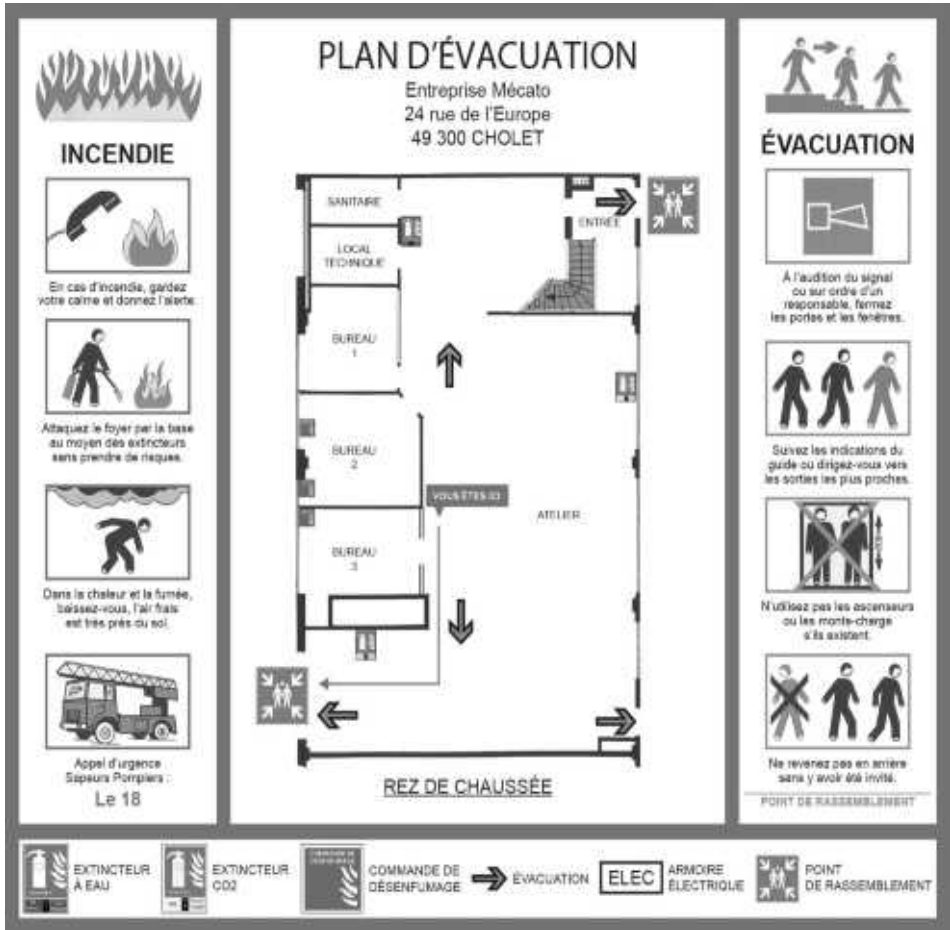 PLAN D'ÉVACUATION
Entreprise Mécato
24 rue de l'Europe
49 300 CHOLET
INCENDIE
En cas d'incendie, gardez
votre calme et donnez l'alerte.
Attaquez le foyer par la base
au moyen des extincteurs
sans prendre de risques.
Dans la chaleur et la fumée,
baissez-vous, l'air frais
est très près du sol.
Appel d'urgence
Sapeurs Pompiers :
Le 18
SANITAIRE
LOCAL
TECHNIQUE
ENTRÉE
BUREAU
1
BUREAU
2
VOUS ÊTES ICI
ATELIER
BUREAU
3
REZ DE CHAUSSÉE
ÉVACUATION
À l'audition du signal
ou sur ordre d'un
responsable, fermez
les portes et les fenêtres.
Suivez les indications du
guide ou dirigez-vous vers
les sorties les plus proches.
N'utilisez pas les ascenseurs
ou les monte-charge
s'ils existent.
Ne revenez pas en arrière
sans y avoir été invité.
POINT DE RASSEMBLEMENT
EXTINCTEUR
À EAU
EXTINCTEUR
CO2
COMMANDE DE
DÉSENFUMAGE
COMMANDE DE
DÉSENFUMAGE
ÉVACUATION
ELEC
ARMOIRE
ÉLECTRIQUE
POINT
DE RASSEMBLEMENT